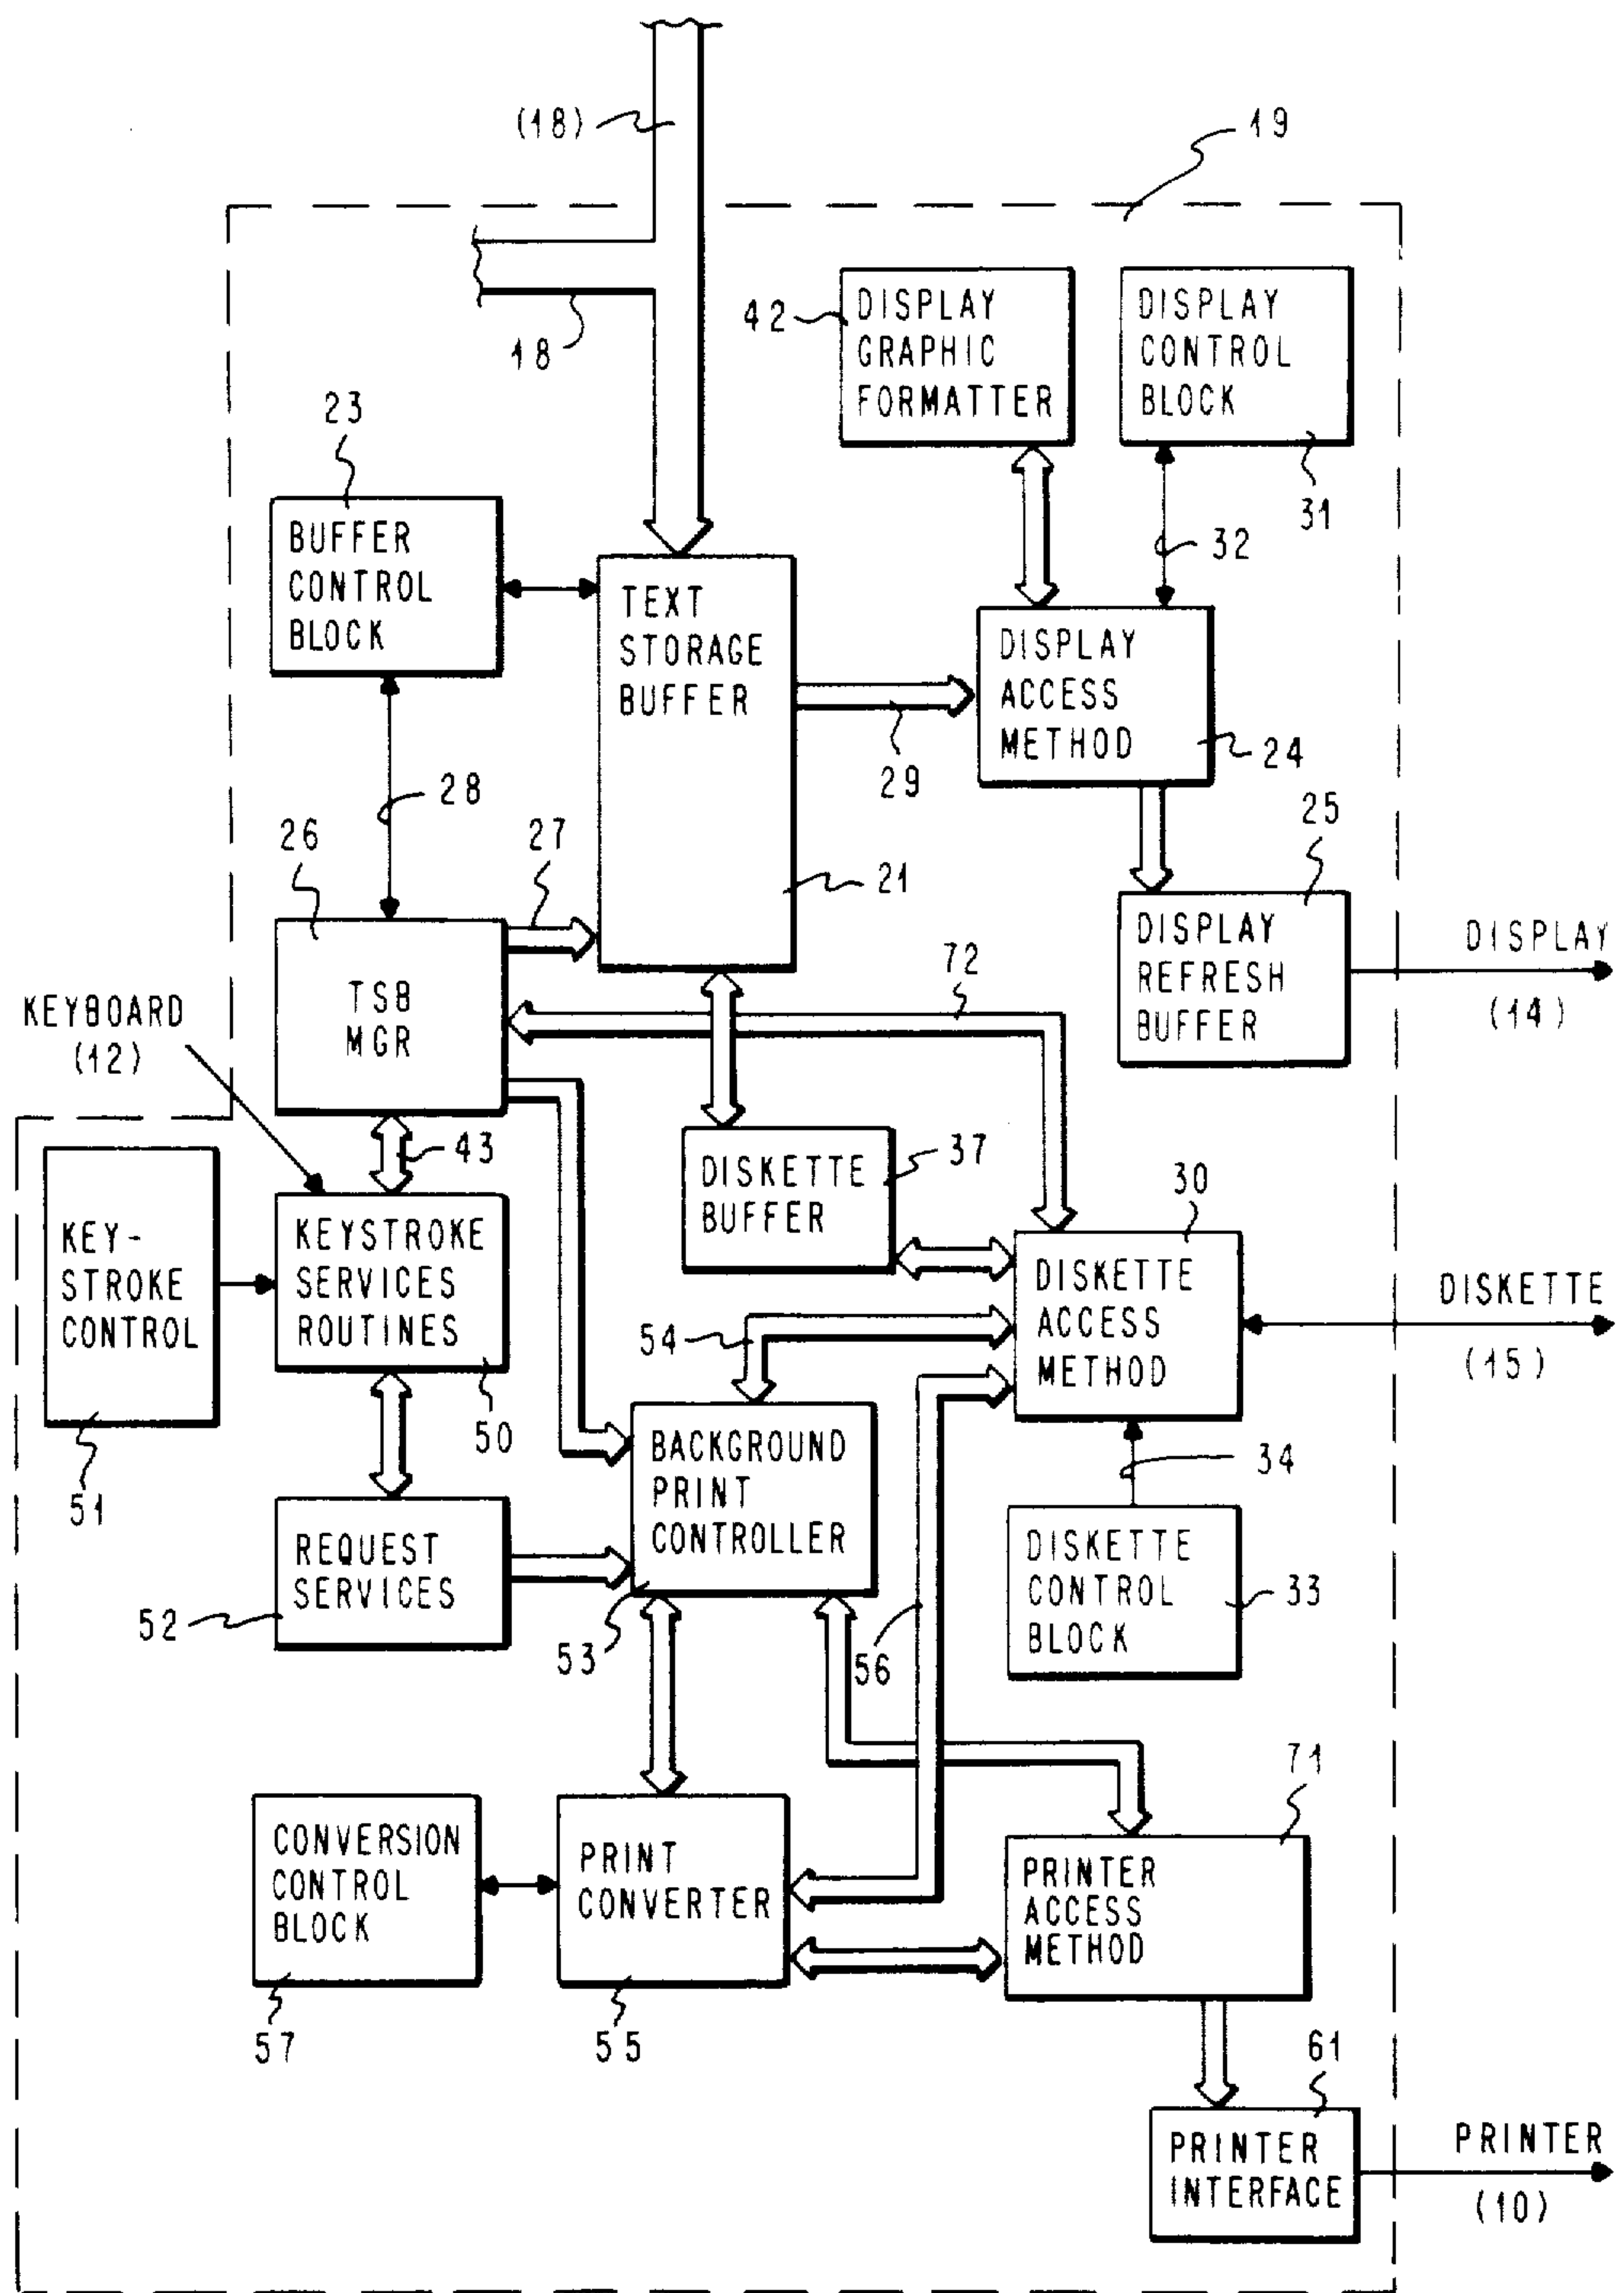 (18)
19
18
42
DISPLAY
GRAPHIC
FORMATTER
DISPLAY
CONTROL
BLOCK
31
23
BUFFER
CONTROL
BLOCK
TEXT
STORAGE
BUFFER
32
DISPLAY
ACCESS
METHOD
24
29
28
25
26
27
21
DISPLAY
REFRESH
BUFFER
DISPLAY
(14)
72
TSB
MGR
KEYBOARD
(12)
43
37
DISKETTE
BUFFER
30
KEY-
STROKE
CONTROL
51
KEYSTROKE
SERVICES
ROUTINES
50
DISKETTE
ACCESS
METHOD
DISKETTE
(15)
54
BACKGROUND
PRINT
CONTROLLER
53
34
REQUEST
SERVICES
52
DISKETTE
CONTROL
BLOCK
33
56
71
CONVERSION
CONTROL
BLOCK
57
PRINT
CONVERTER
55
PRINTER
ACCESS
METHOD
61
PRINTER
INTERFACE
PRINTER
(10)